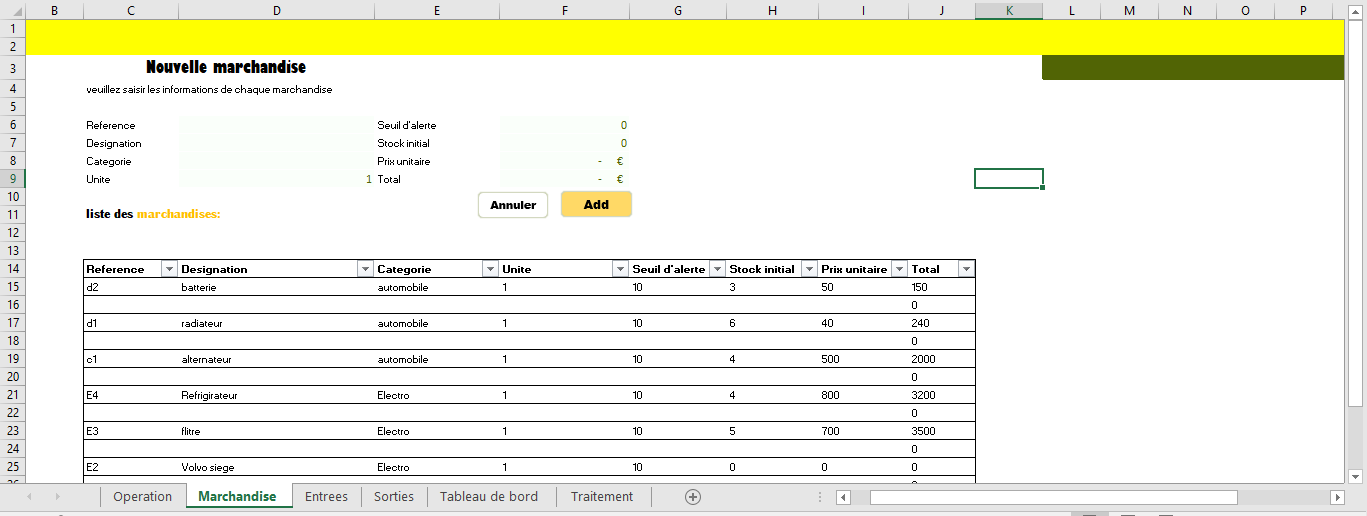 B C D E F G H I J K L M N O P
1
2
3 Nouvelle marchandise
4 veuillez saisir les informations de chaque marchandise
5
6 Reference Seuil d'alerte 0
7 Designation Stock initial 0
8 Categorie Prix unitaire - €
9 Unite 1 Total - €
10 Annuler Add
11 liste des marchandises:
12
13
14 Reference Designation Categorie Unite Seuil d'alerte Stock initial Prix unitaire Total
15 d2 batterie automobile 1 10 3 50 150
16 0
17 d1 radiateur automobile 1 10 6 40 240
18 0
19 c1 alternateur automobile 1 10 4 500 2000
20 0
21 E4 Refrigirateur Electro 1 10 4 800 3200
22 0
23 E3 flitre Electro 1 10 5 700 3500
24 0
25 E2 Volvo siege Electro 1 10 0 0 0
Operation Marchandise Entrees Sorties Tableau de bord Traitement